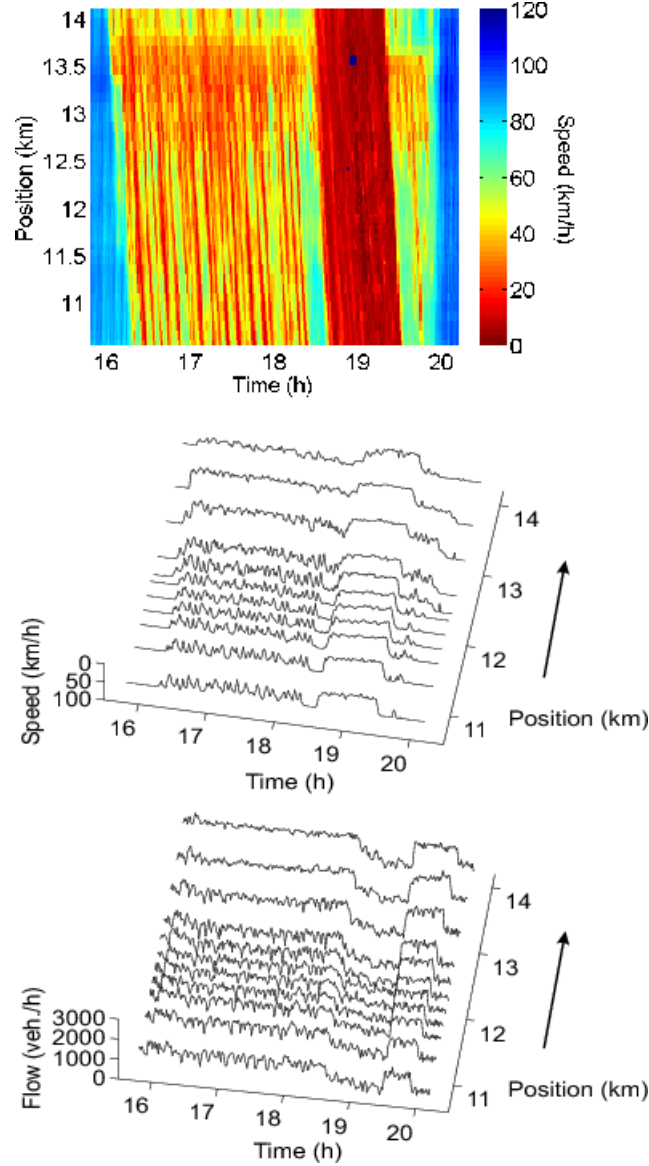 14
13.5
13
12.5
12
11.5
11
Position (km)
16 17 18 19 20
Time (h)
120
100
80
60
40
20
0
Speed (km/h)
0
50
100
Speed (km/h)
16 17 18 19 20
Time (h)
14
13
12
11
Position (km)
3000
2000
1000
0
Flow (veh./h)
16 17 18 19 20
Time (h)
14
13
12
11
Position (km)